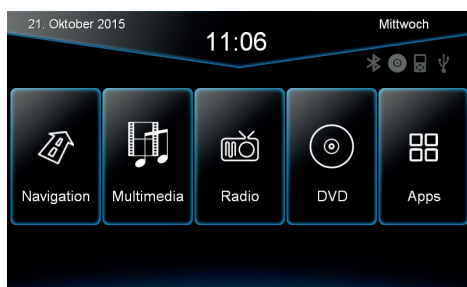 21. Oktober 2015
11:06
Mittwoch
Navigation
Multimedia
Radio
DVD
Apps